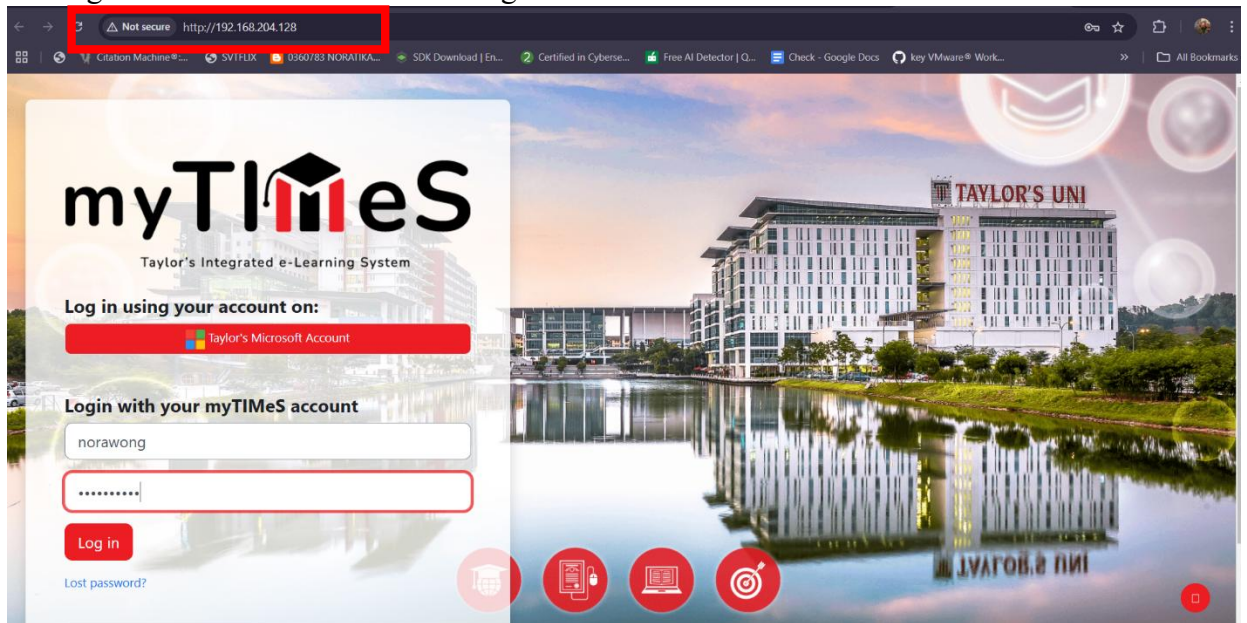 Not secure http://192.168.204.128
Citation Machine®:... SVTFLIX 0360783 NORATIKA... SDK Download | En... Certified in Cyberse... Free AI Detector | Q... Check - Google Docs key VMware® Work... » All Bookmarks
TAYLOR'S UNI
myTIMeS
Taylor's Integrated e-Learning System
Log in using your account on:
Taylor's Microsoft Account
Login with your myTIMeS account
norawong
••••••••••
Log in
Lost password?